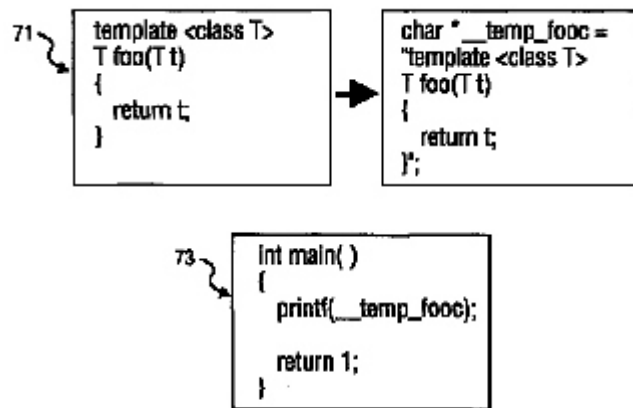 71
template <class T>
T foo(T t)
{
return t;
}
char * __temp_fooc =
"template <class T>
T foo(T t)
{
return t;
}";
73
int main( )
{
printf(__temp_fooc);
return 1;
}